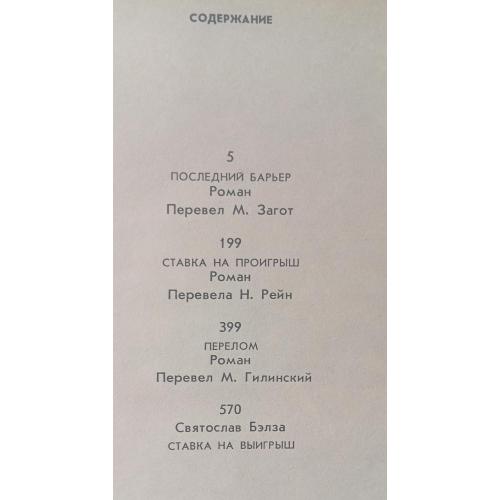 СОДЕРЖАНИЕ
5
ПОСЛЕДНИЙ БАРЬЕР
Роман
Перевел М. Загот
199
СТАВКА НА ПРОИГРЫШ
Роман
Перевела Н. Рейн
399
ПЕРЕЛОМ
Роман
Перевел М. Гилинский
570
Святослав Бэлза
СТАВКА НА ВЫИГРЫШ